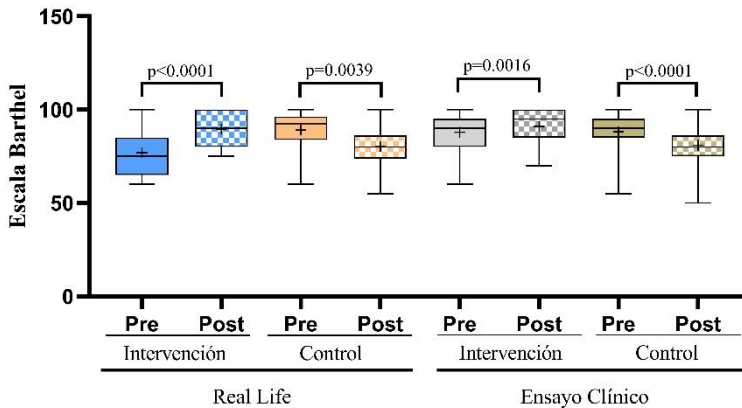 150
p<0.0001 p=0.0039 p=0.0016 p<0.0001
100
Escala Barthel
50
0
Pre Post Pre Post Pre Post Pre Post
Intervención Control Intervención Control
Real Life Ensayo Clínico